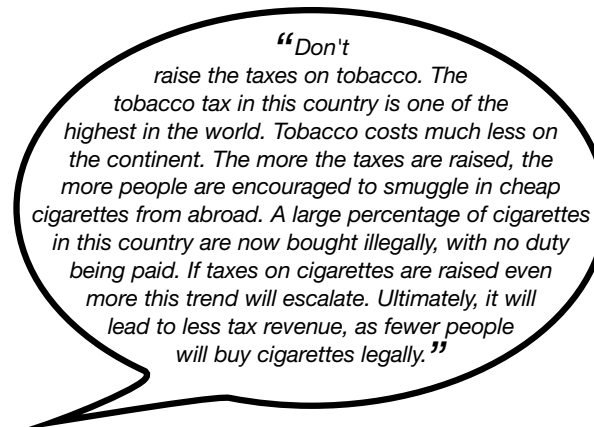 “Don't
raise the taxes on tobacco. The
tobacco tax in this country is one of the
highest in the world. Tobacco costs much less on
the continent. The more the taxes are raised, the
more people are encouraged to smuggle in cheap
cigarettes from abroad. A large percentage of cigarettes
in this country are now bought illegally, with no duty
being paid. If taxes on cigarettes are raised even
more this trend will escalate. Ultimately, it will
lead to less tax revenue, as fewer people
will buy cigarettes legally.”